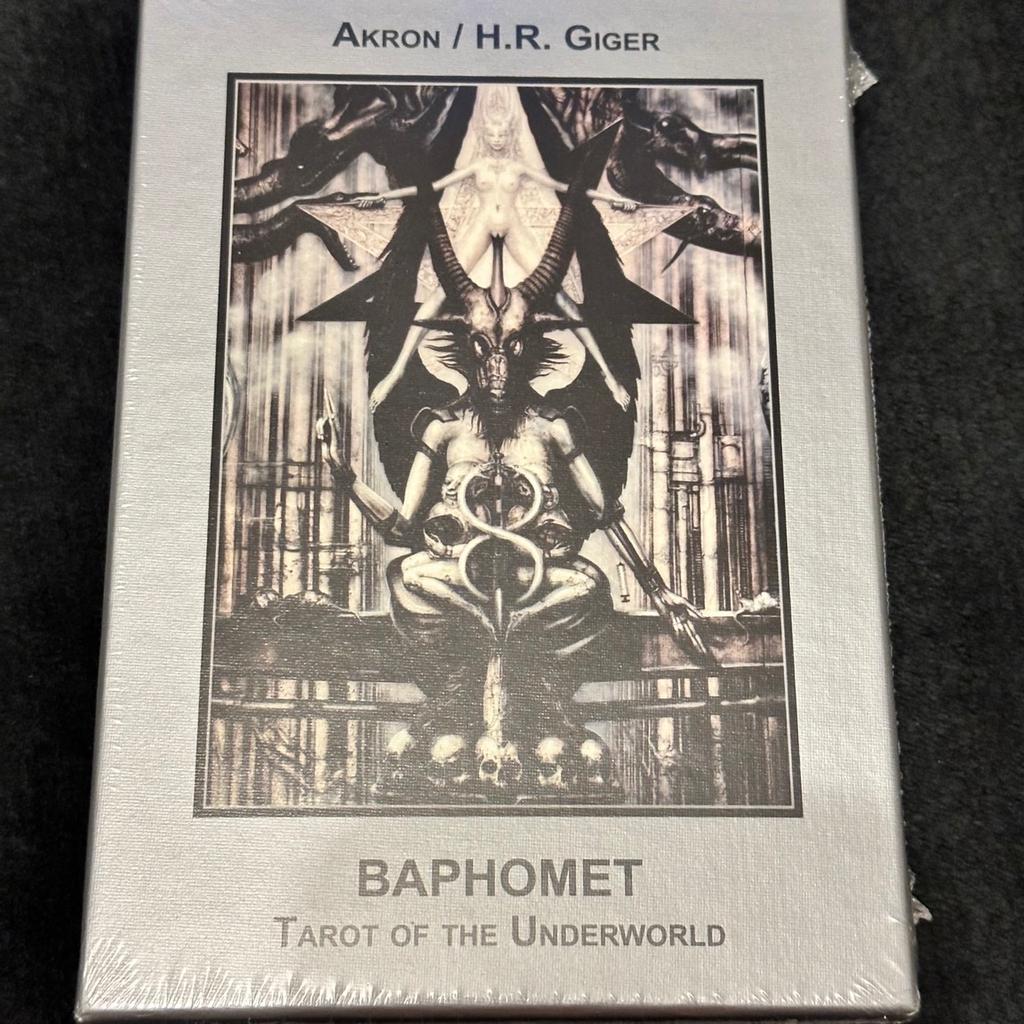 AKRON / H.R. GIGER
BAPHOMET
TAROT OF THE UNDERWORLD